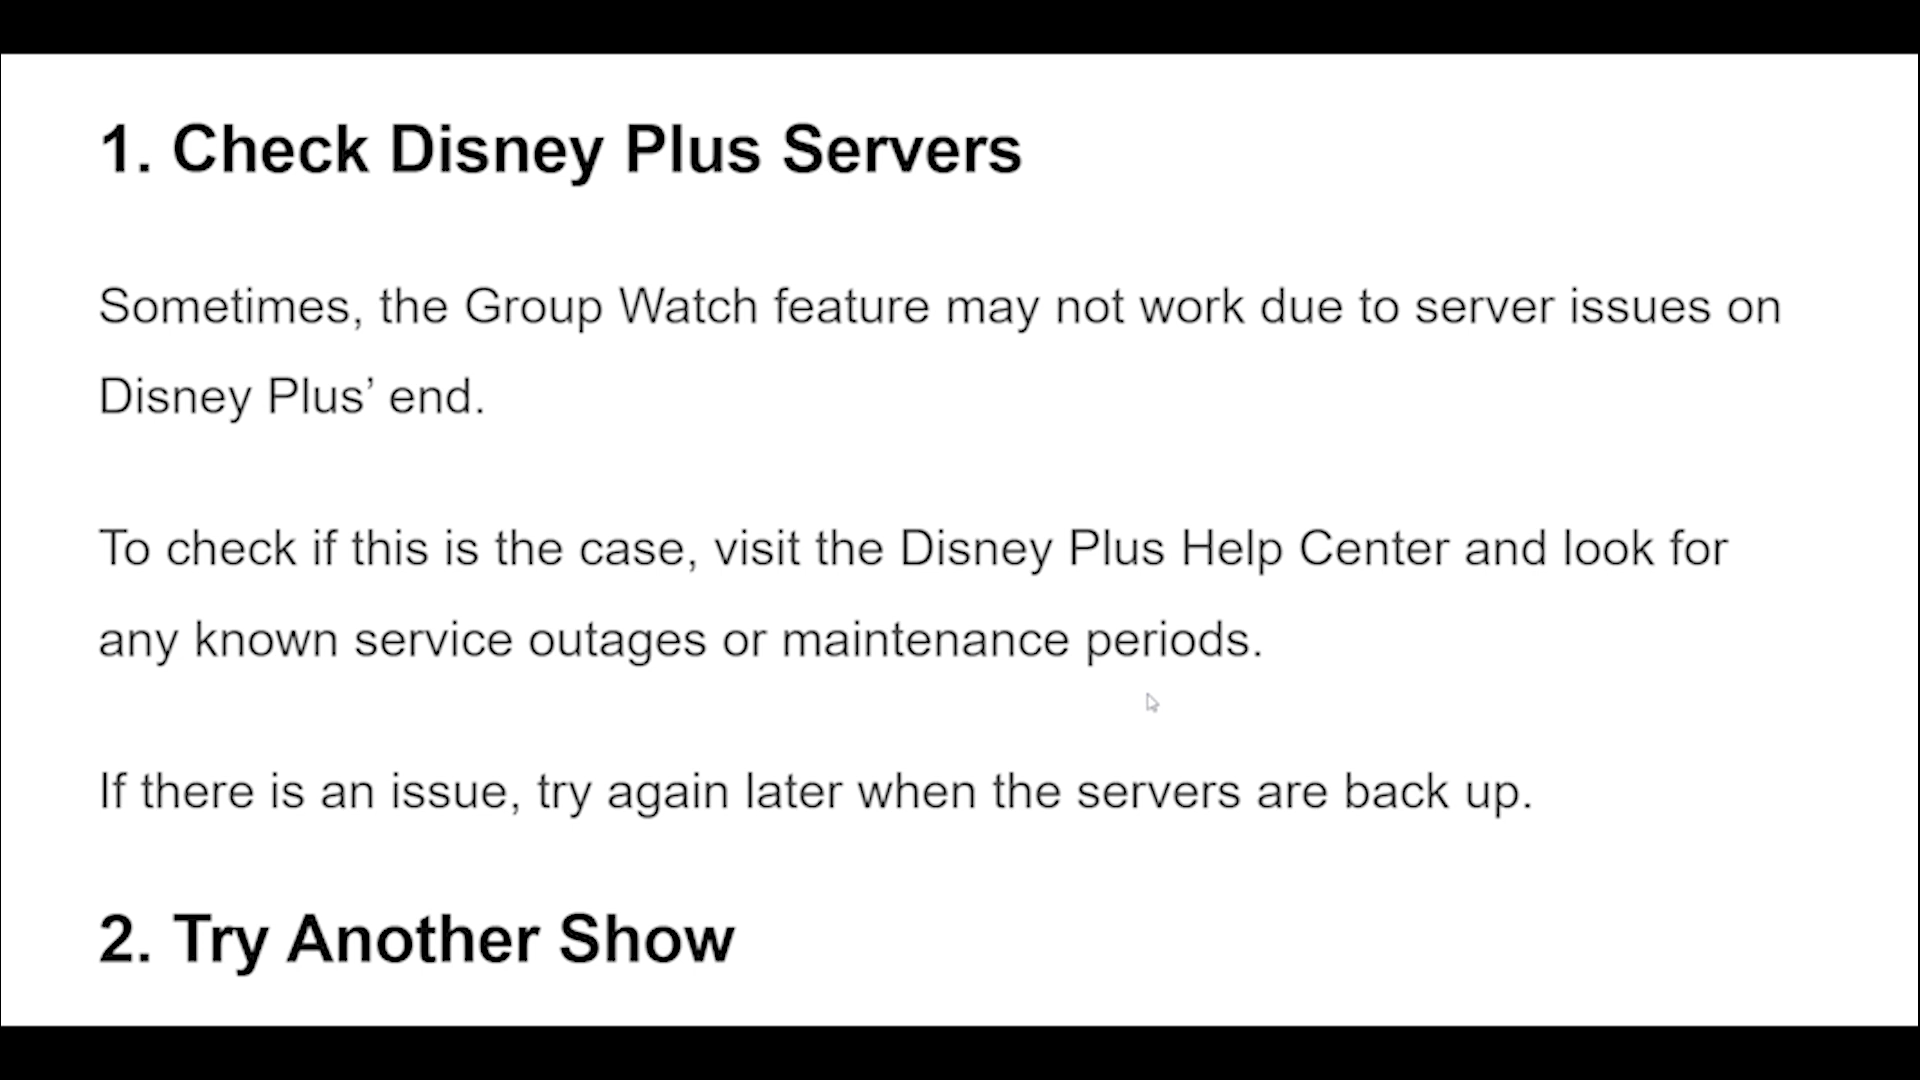 1. Check Disney Plus Servers
Sometimes, the Group Watch feature may not work due to server issues on
Disney Plus’ end.
To check if this is the case, visit the Disney Plus Help Center and look for
any known service outages or maintenance periods.
If there is an issue, try again later when the servers are back up.
2. Try Another Show